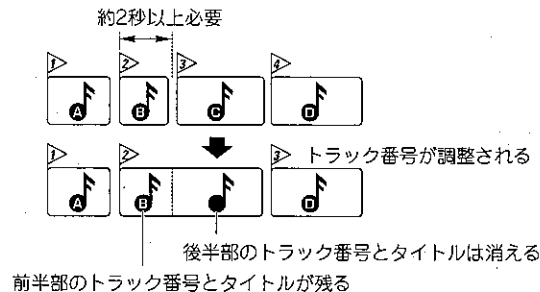 約2秒以上必要
1 2 3 4
A B C D
1 2 3 トラック番号が調整される
A B D
後半部のトラック番号とタイトルは消える
前半部のトラック番号とタイトルが残る